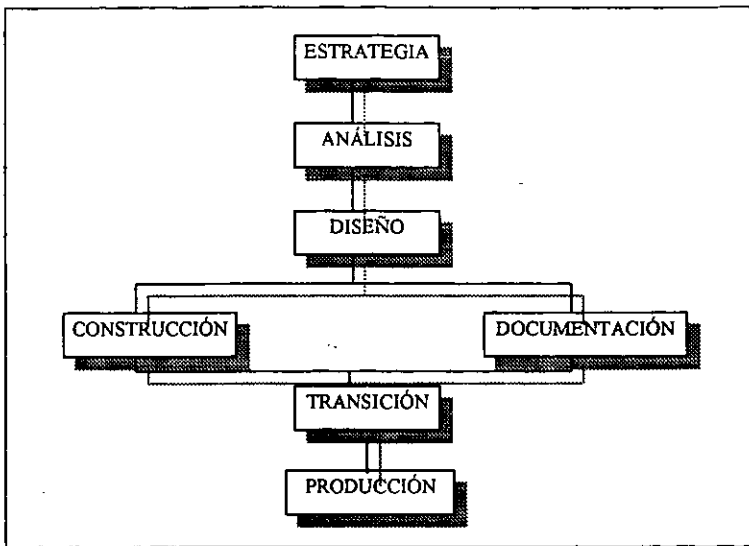 ESTRATEGIA
ANÁLISIS
DISEÑO
CONSTRUCCIÓN
DOCUMENTACIÓN
TRANSICIÓN
PRODUCCIÓN